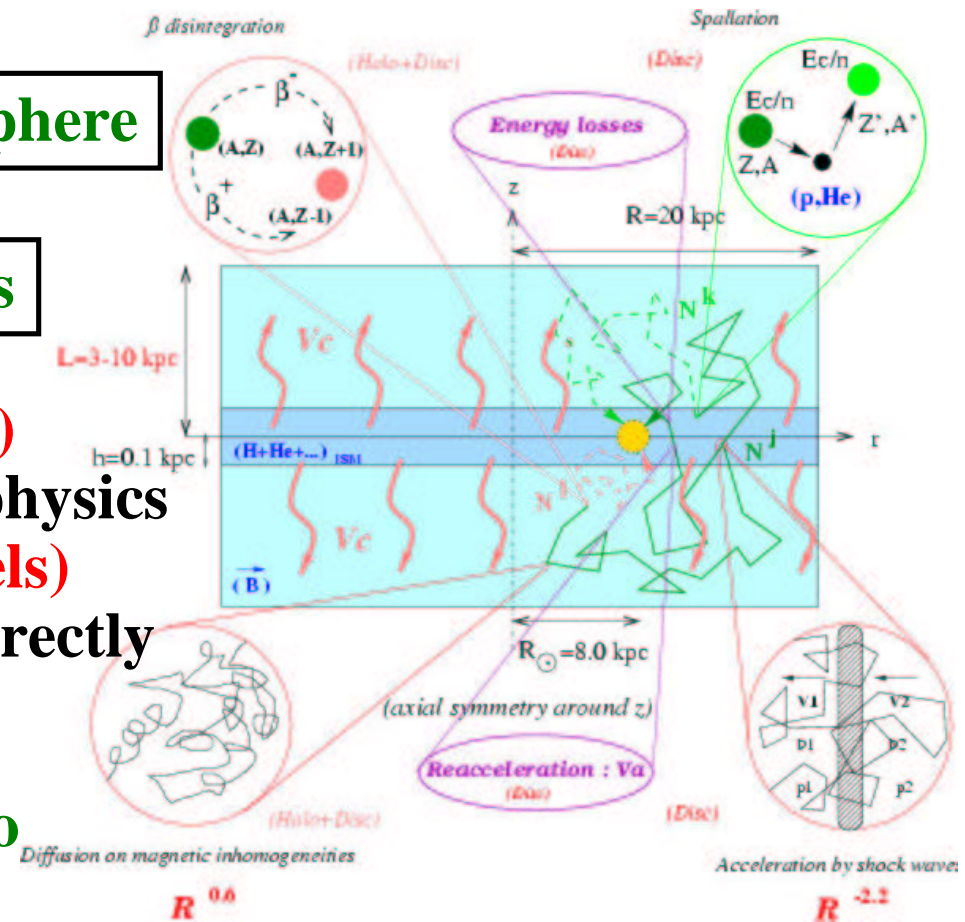 β disintegration
Spallation
(Halo+Disc)
(Disc)
Ec/n
β⁻
phere
(A,Z)
(A,Z+1)
Energy losses
(Disc)
Ec/n
Z',A'
Z,A
β⁺
(A,Z-1)
z
(p,He)
R=20 kpc
s
N k
Vc
L=3-10 kpc
)
(H+He+...) ISM
r
h=0.1 kpc
N j
physics
N
Vc
els)
(B)
rectly
R☉=8.0 kpc
V1
V2
(axial symmetry around z)
p1
p2
Reacceleration : Va
(Disc)
(Halo+Disc)
(Disc)
o
Diffusion on magnetic inhomogeneities
Acceleration by shock waves
R 0.6
R -2.2